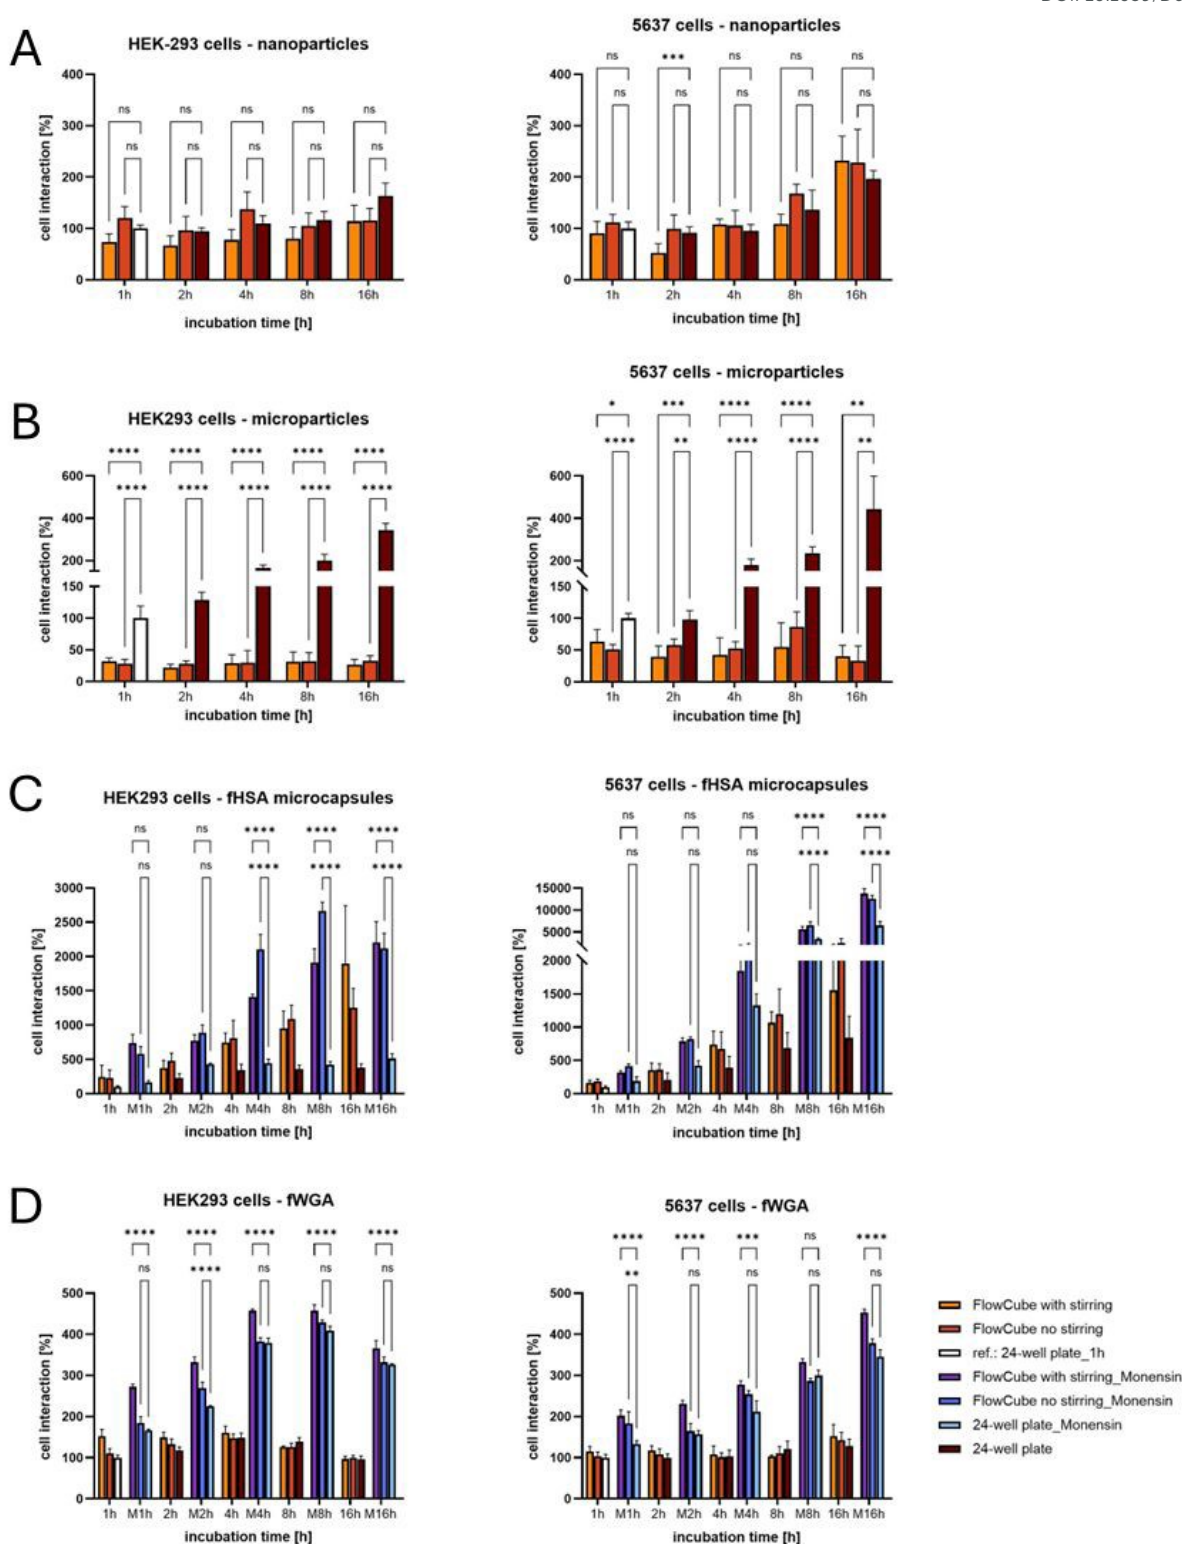 A
HEK-293 cells - nanoparticles
cell interaction [%]
400
300
200
100
0
ns ns ns ns ns
ns ns ns ns ns
1h 2h 4h 8h 16h
incubation time [h]
5637 cells - nanoparticles
cell interaction [%]
400
300
200
100
0
ns *** ns ns ns
ns ns ns ns ns
1h 2h 4h 8h 16h
incubation time [h]
B
HEK293 cells - microparticles
cell interaction [%]
**** **** **** **** ****
**** **** **** **** ****
600
400
200
150
100
50
0
1h 2h 4h 8h 16h
incubation time [h]
5637 cells - microparticles
cell interaction [%]
* *** **** **** **
**** ** **** **** **
600
400
200
150
100
50
0
1h 2h 4h 8h 16h
incubation time [h]
C
HEK293 cells - fHSA microcapsules
cell interaction [%]
ns ns **** **** ****
ns ns **** **** ****
3000
2500
2000
1500
1000
500
0
1h M1h 2h M2h 4h M4h 8h M8h 16h M16h
incubation time [h]
5637 cells - fHSA microcapsules
cell interaction [%]
ns ns ns **** ****
ns ns ns **** ****
15000
10000
5000
2000
1500
1000
500
0
1h M1h 2h M2h 4h M4h 8h M8h 16h M16h
incubation time [h]
D
HEK293 cells - fWGA
cell interaction [%]
**** **** **** **** ****
ns **** ns ns ns
500
400
300
200
100
0
1h M1h 2h M2h 4h M4h 8h M8h 16h M16h
incubation time [h]
5637 cells - fWGA
cell interaction [%]
**** **** *** ns ****
** ns ns ns ns
500
400
300
200
100
0
1h M1h 2h M2h 4h M4h 8h M8h 16h M16h
incubation time [h]
FlowCube with stirring
FlowCube no stirring
ref.: 24-well plate_1h
FlowCube with stirring_Monensin
FlowCube no stirring_Monensin
24-well plate_Monensin
24-well plate